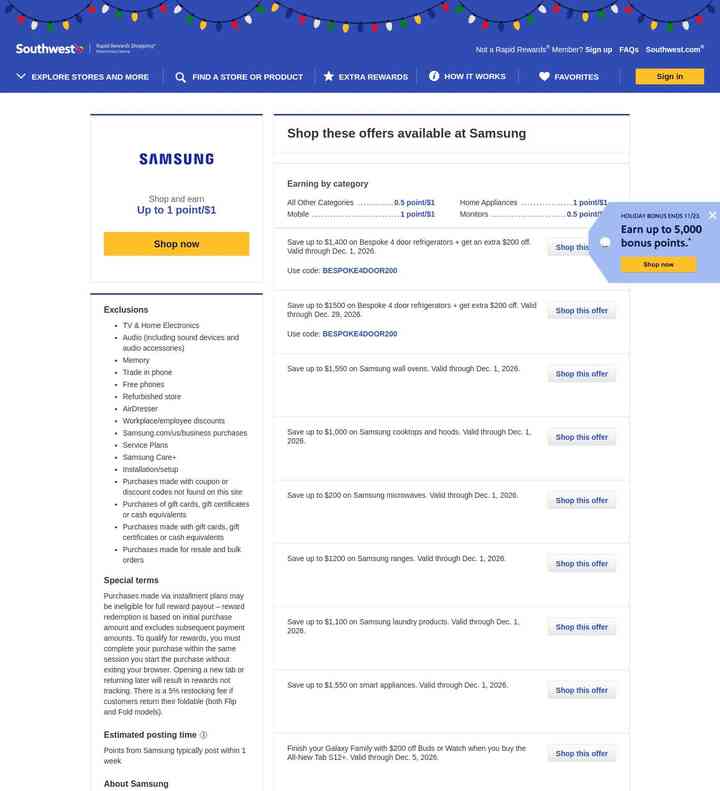 Southwest Rapid Rewards Shopping®
Not a Rapid Rewards® Member? Sign up FAQs Southwest.com®
EXPLORE STORES AND MORE FIND A STORE OR PRODUCT EXTRA REWARDS HOW IT WORKS FAVORITES Sign in
SAMSUNG
Shop and earn
Up to 1 point/$1
Shop now
Exclusions
• TV & Home Electronics
• Audio (including sound devices and
audio accessories)
• Memory
• Trade in phone
• Free phones
• Refurbished store
• AirDresser
• Workplace/employee discounts
• Samsung.com/us/business purchases
• Service Plans
• Samsung Care+
• Installation/setup
• Purchases made with coupon or
discount codes not found on this site
• Purchases of gift cards, gift certificates
or cash equivalents
• Purchases made with gift cards, gift
certificates or cash equivalents
• Purchases made for resale and bulk
orders
Special terms
Purchases made via installment plans may
be ineligible for full reward payout – reward
redemption is based on initial purchase
amount and excludes subsequent payment
amounts. To qualify for rewards, you must
complete your purchase within the same
session you start the purchase without
exiting your browser. Opening a new tab or
returning later will result in rewards not
tracking. There is a 5% restocking fee if
customers return their foldable (both Flip
and Fold models).
Estimated posting time
Points from Samsung typically post within 1
week
About Samsung
Shop these offers available at Samsung
Earning by category
All Other Categories 0.5 point/$1 Home Appliances 1 point/$1
Mobile 1 point/$1 Monitors 0.5 point/
HOLIDAY BONUS ENDS 11/23.
Earn up to 5,000
bonus points.*
Shop now
Save up to $1,400 on Bespoke 4 door refrigerators + get an extra $200 off.
Valid through Dec. 1, 2026.
Use code: BESPOKE4DOOR200
Shop this
Save up to $1500 on Bespoke 4 door refrigerators + get extra $200 off. Valid
through Dec. 29, 2026.
Use code: BESPOKE4DOOR200
Shop this offer
Save up to $1,550 on Samsung wall ovens. Valid through Dec. 1, 2026.
Shop this offer
Save up to $1,000 on Samsung cooktops and hoods. Valid through Dec. 1,
2026.
Shop this offer
Save up to $200 on Samsung microwaves. Valid through Dec. 1, 2026.
Shop this offer
Save up to $1200 on Samsung ranges. Valid through Dec. 1, 2026.
Shop this offer
Save up to $1,100 on Samsung laundry products. Valid through Dec. 1,
2026.
Shop this offer
Save up to $1,550 on smart appliances. Valid through Dec. 1, 2026.
Shop this offer
Finish your Galaxy Family with $200 off Buds or Watch when you buy the
All-New Tab S12+. Valid through Dec. 5, 2026.
Shop this offer